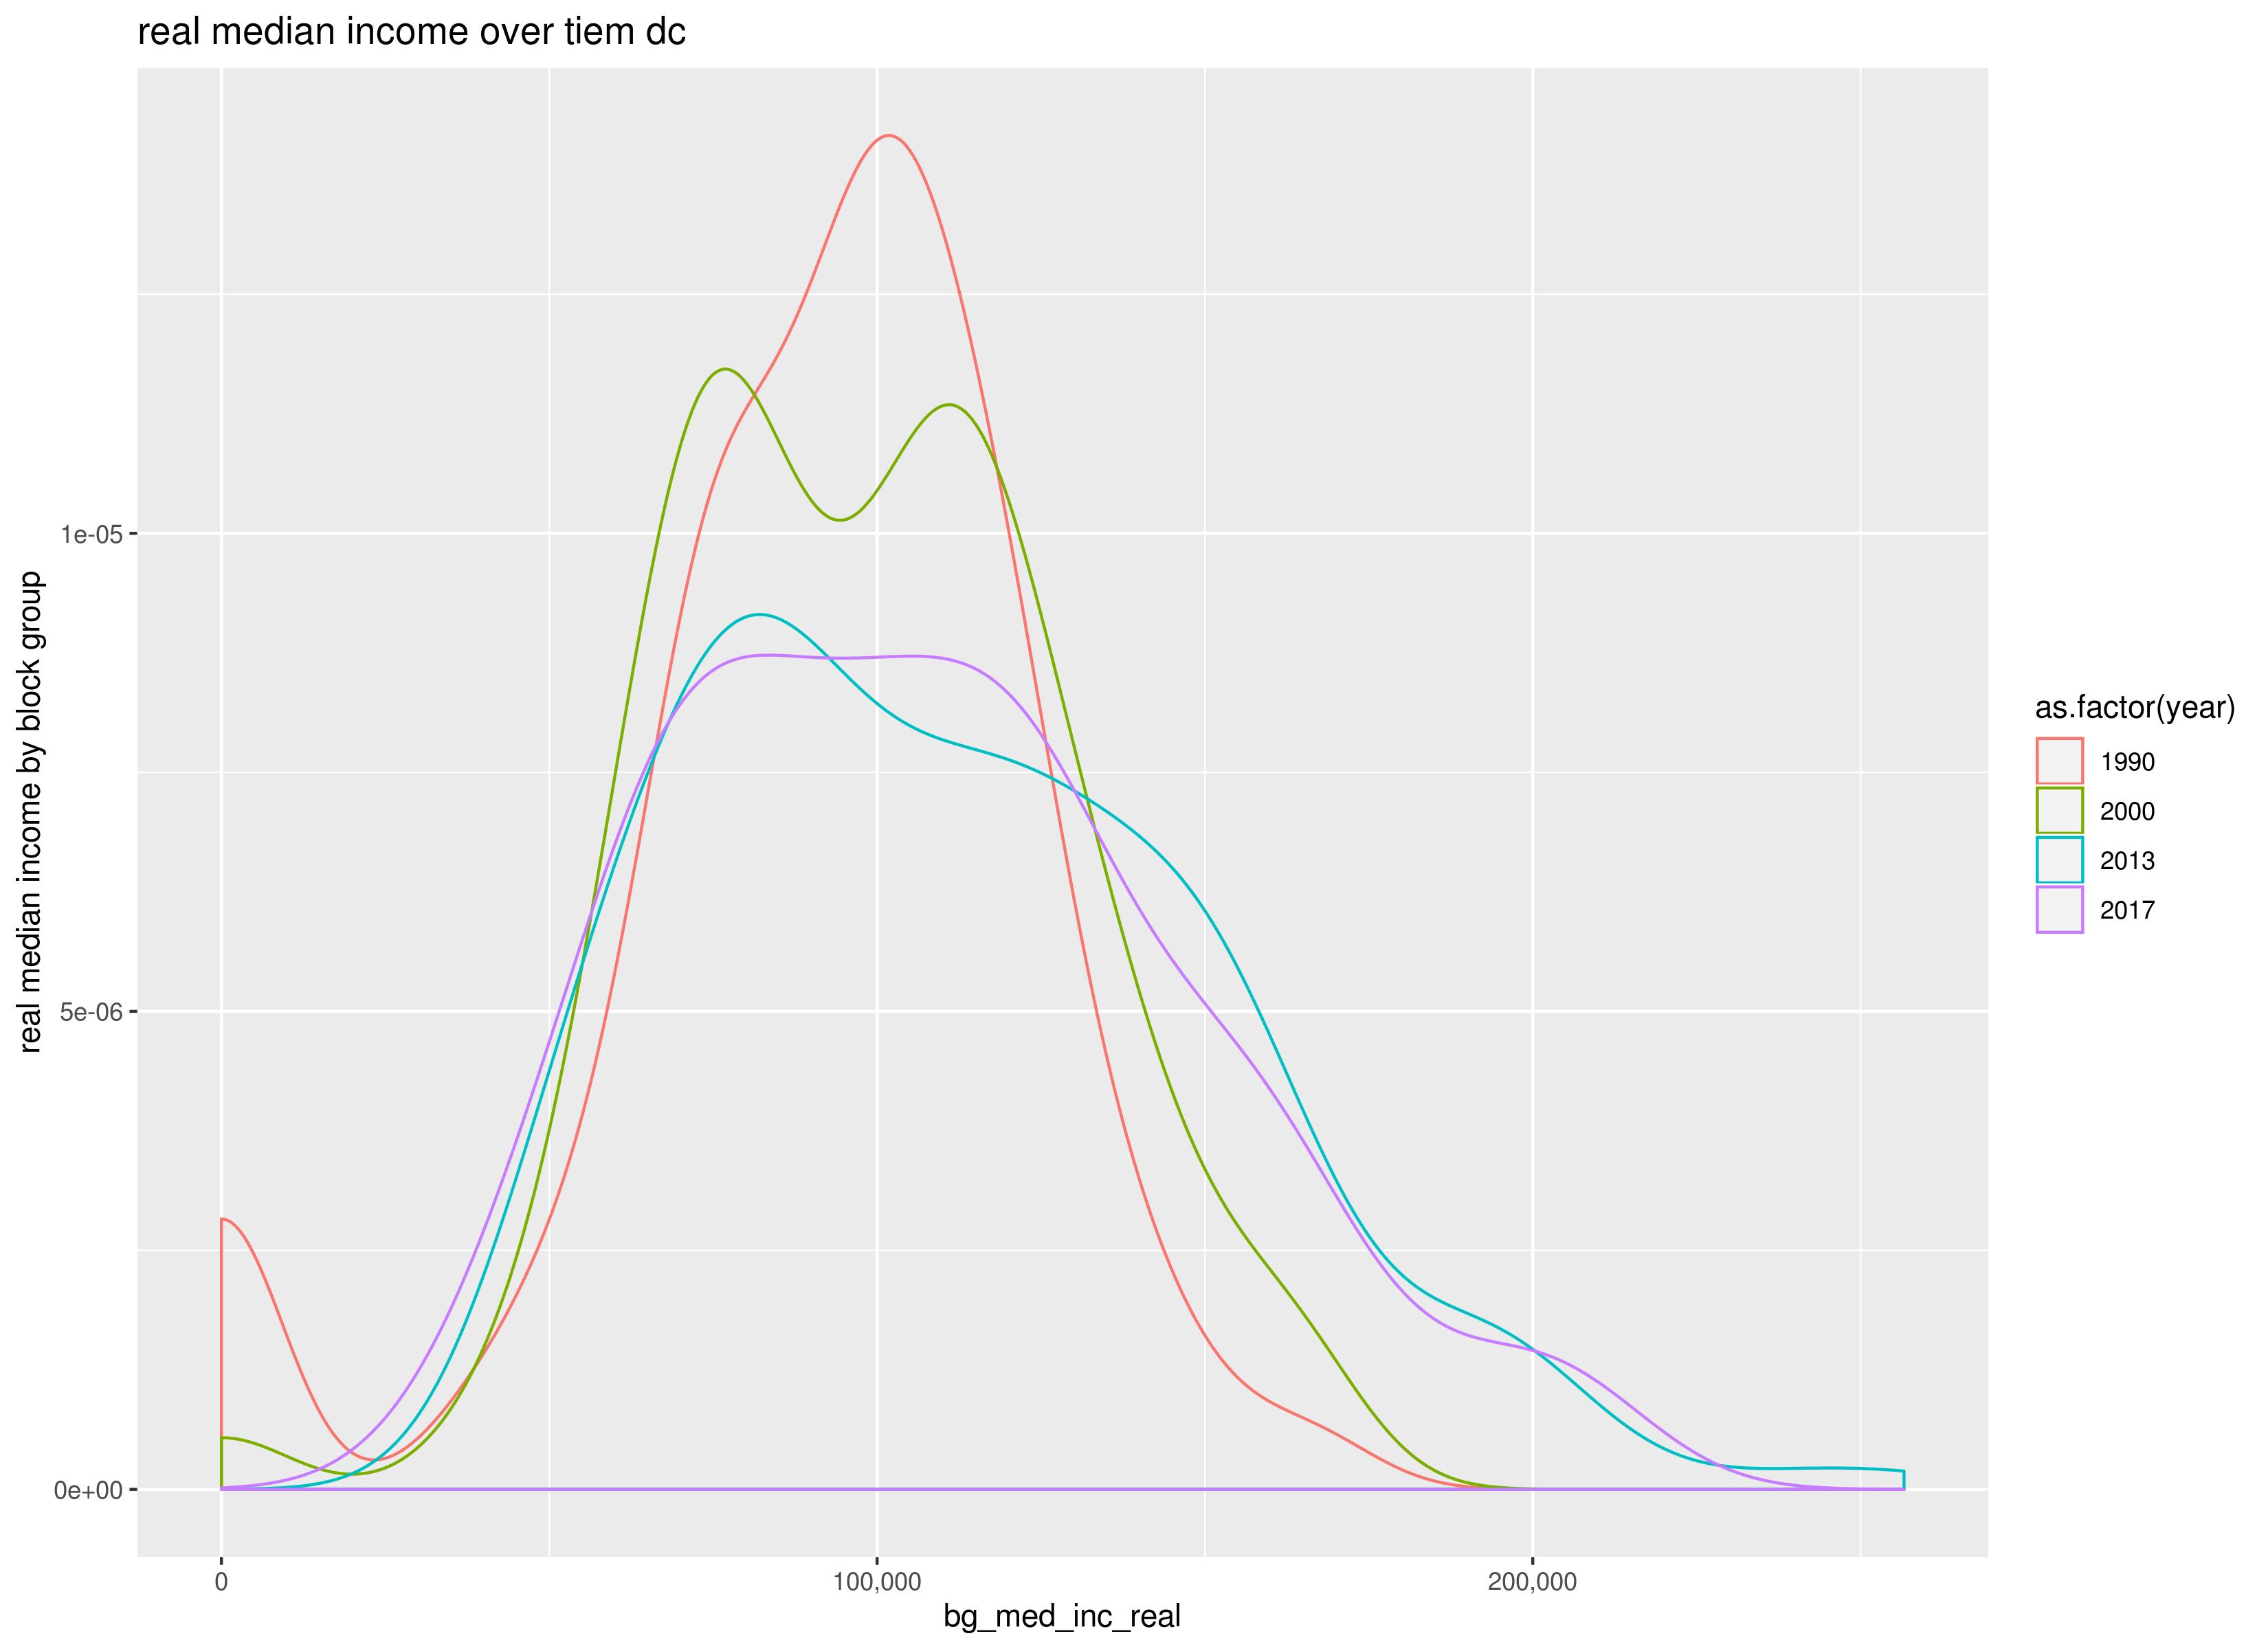 real median income over tiem dc
real median income by block group
1e-05
5e-06
0e+00
0
100,000
200,000
bg_med_inc_real
as.factor(year)
1990
2000
2013
2017